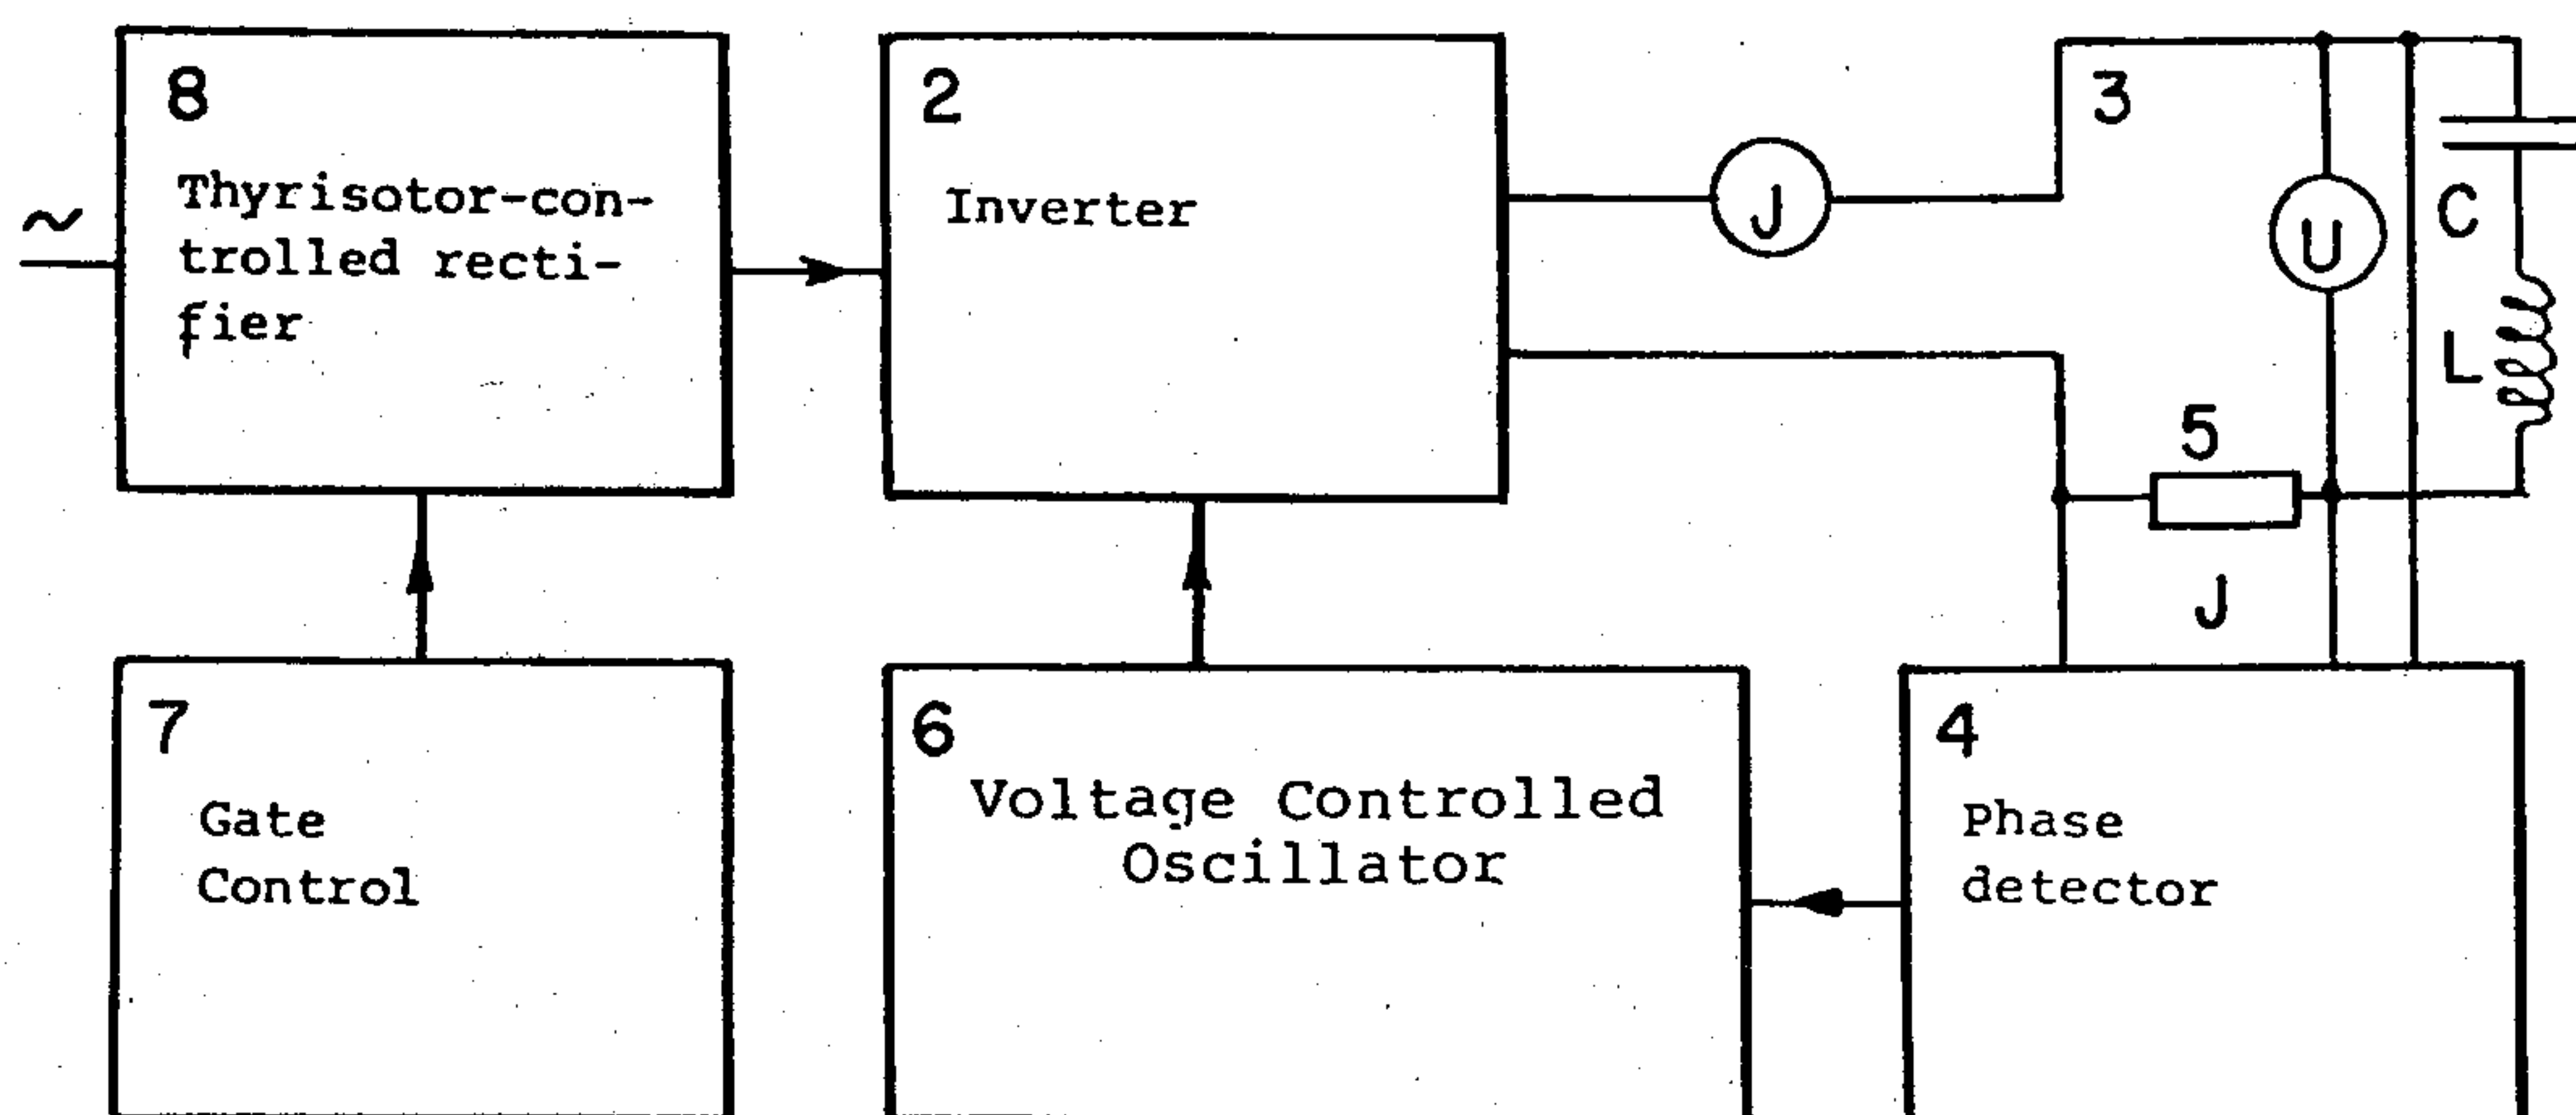 8
Thyrisotor-con-
trolled recti-
fier
~
2
Inverter
J
3
U
C
L
5
J
7
Gate
Control
6
Voltage Controlled
Oscillator
4
Phase
detector